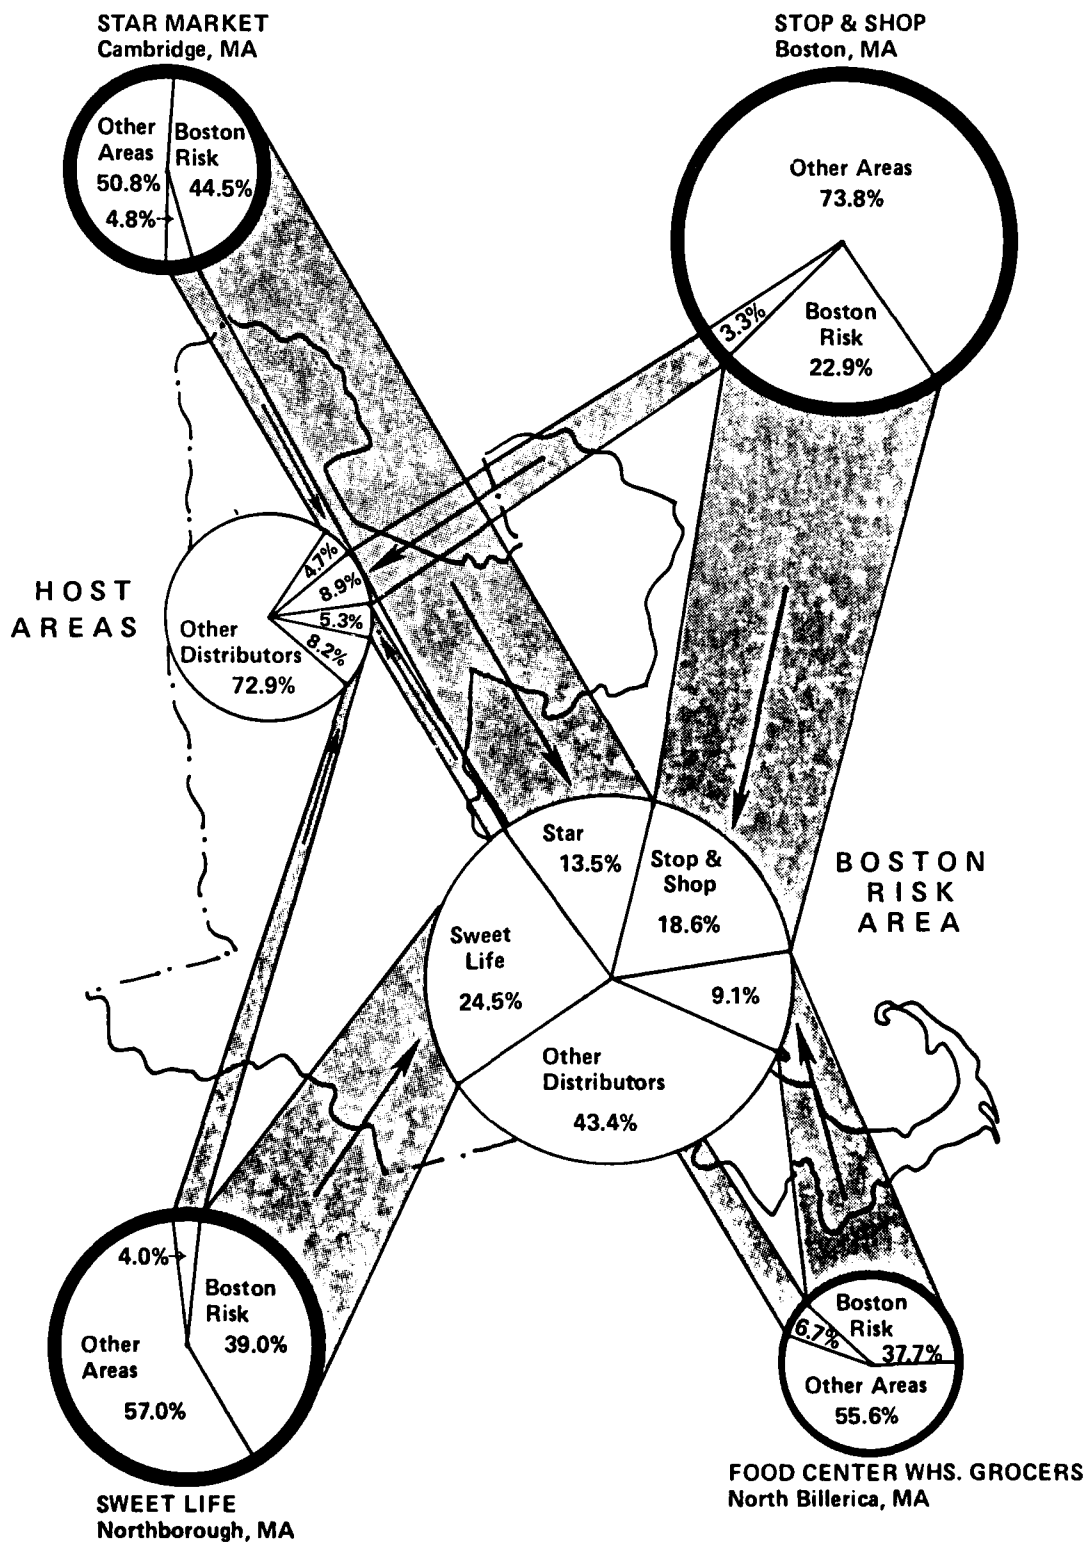 STAR MARKET
Cambridge, MA
STOP & SHOP
Boston, MA
Other
Areas
50.8%
4.8%
Boston
Risk
44.5%
Other Areas
73.8%
3.3%
Boston
Risk
22.9%
HOST
AREAS
4.7%
8.9%
5.3%
8.2%
Other
Distributors
72.9%
Star
13.5%
Stop &
Shop
18.6%
BOSTON
RISK
AREA
Sweet
Life
24.5%
9.1%
Other
Distributors
43.4%
4.0%
Boston
Risk
39.0%
Other
Areas
57.0%
6.7%
Boston
Risk
37.7%
Other Areas
55.6%
SWEET LIFE
Northborough, MA
FOOD CENTER WHS. GROCERS
North Billerica, MA